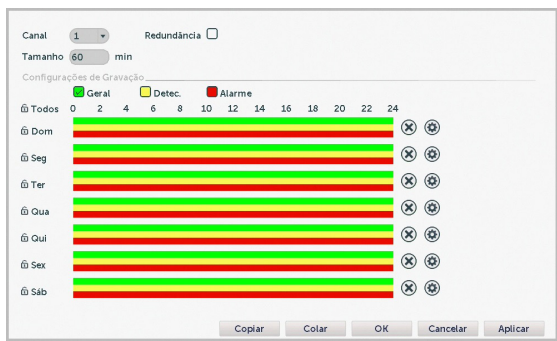 Canal 1 Redundância
Tamanho 60 min
Configurações de Gravação
Geral Detec. Alarme
Todos 0 2 4 6 8 10 12 14 16 18 20 22 24
Dom
Seg
Ter
Qua
Qui
Sex
Sáb
Copiar Colar OK Cancelar Aplicar